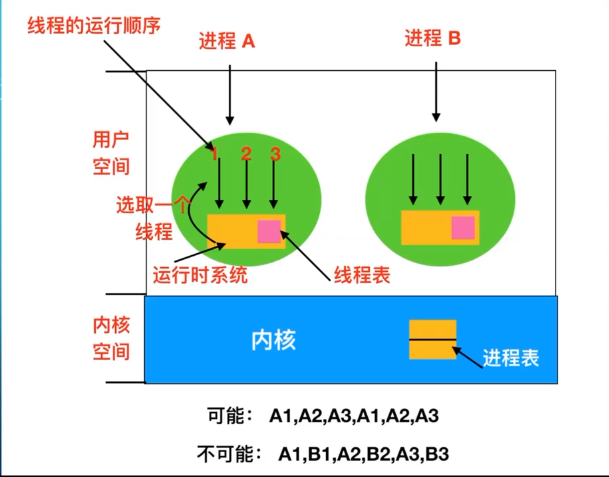 线程的运行顺序
进程 A
进程 B
用户
空间
1 2 3
选取一个
线程
运行时系统
线程表
内核
空间
内核
进程表
可能： A1,A2,A3,A1,A2,A3
不可能： A1,B1,A2,B2,A3,B3